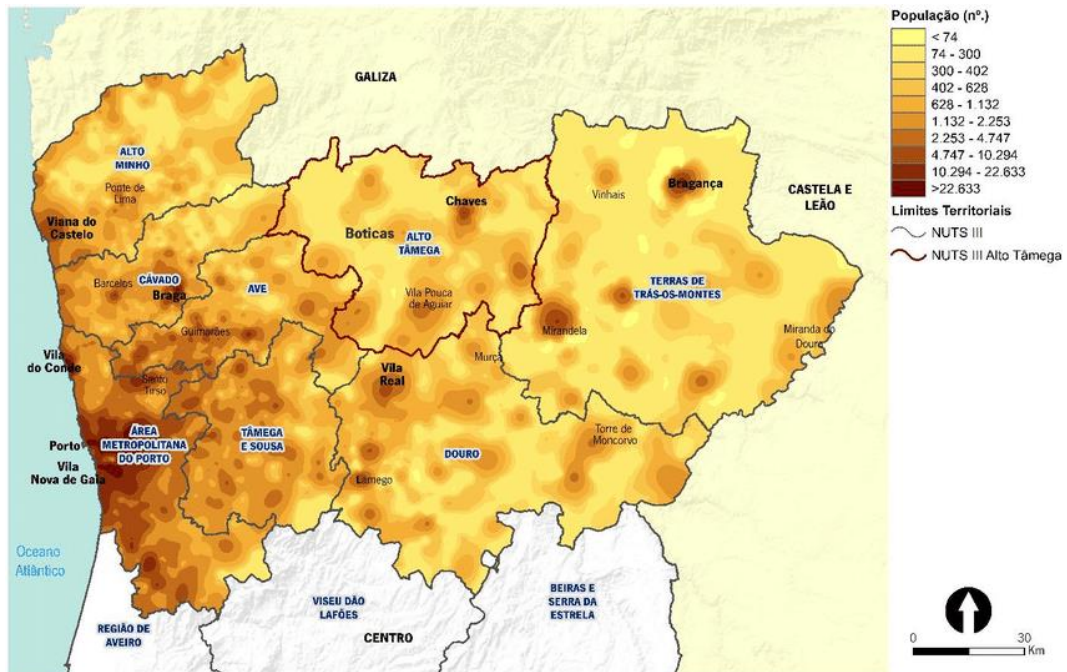 População (nº.)
< 74
74 - 300
300 - 402
402 - 628
628 - 1.132
1.132 - 2.253
2.253 - 4.747
4.747 - 10.294
10.294 - 22.633
>22.633
Limites Territoriais
NUTS III
NUTS III Alto Tâmega
GALIZA
ALTO
MINHO
Ponte de
Lima
Viana do
Castelo
Chaves
Boticas
ALTO
TÂMEGA
Vila Pouca
de Aguiar
Vinhais
Bragança
CASTELA E
LEÃO
TERRAS DE
TRÁS-OS-MONTES
Mirandela
Miranda do
Douro
Barcelos
CÁVADO
Braga
AVE
Guimarães
Vila
do Conde
Santo
Tirso
Murça
Vila
Real
Porto
ÁREA
METROPOLITANA
DO PORTO
Vila
Nova de Gaia
TÂMEGA
E SOUSA
DOURO
Lamego
Torre de
Moncorvo
Oceano
Atlântico
REGIÃO DE
AVEIRO
VISEU DÃO
LAFÕES
CENTRO
BEIRAS E
SERRA DA
ESTRELA
0 30
Km